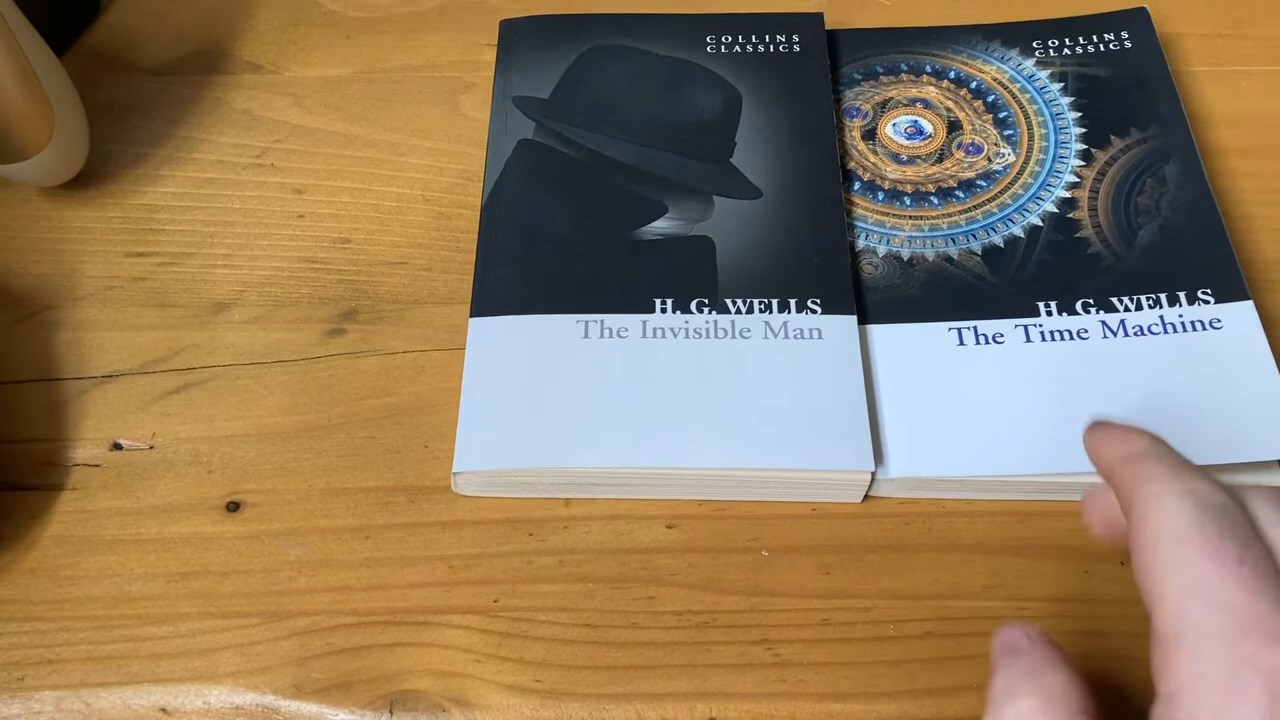 COLLINS
CLASSICS
H. G. WELLS
The Invisible Man
COLLINS
CLASSICS
H. G. WELLS
The Time Machine